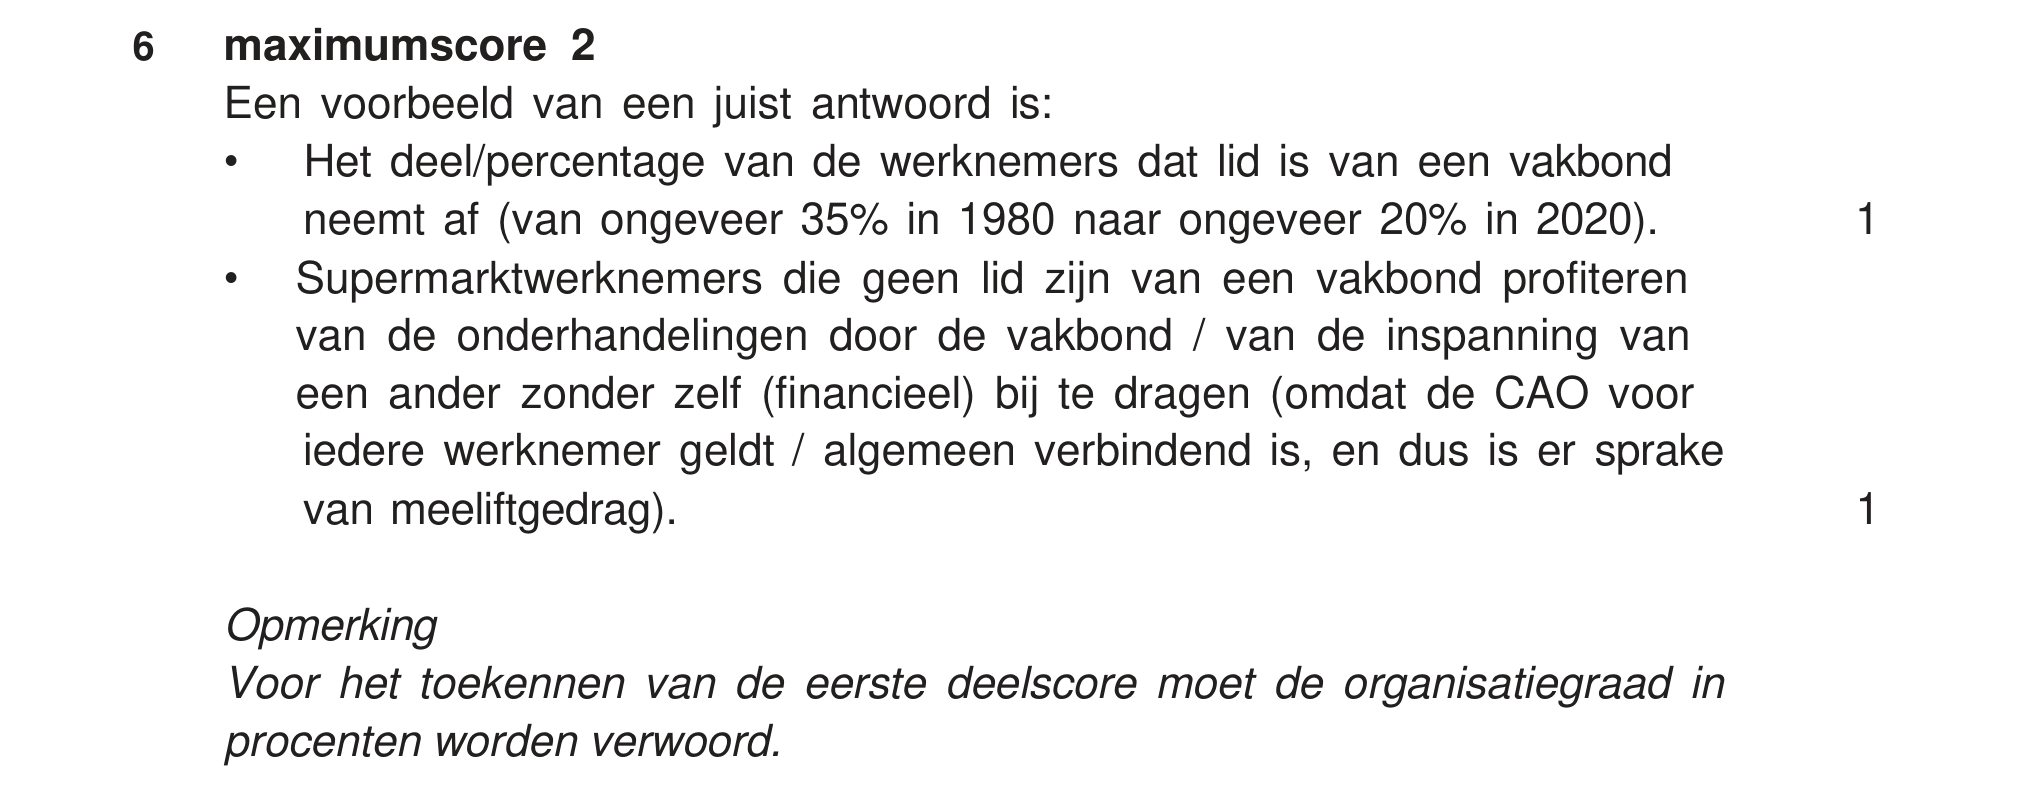 6 maximumscore 2
Een voorbeeld van een juist antwoord is:
• Het deel/percentage van de werknemers dat lid is van een vakbond
neemt af (van ongeveer 35% in 1980 naar ongeveer 20% in 2020). 1
• Supermarktwerknemers die geen lid zijn van een vakbond profiteren
van de onderhandelingen door de vakbond / van de inspanning van
een ander zonder zelf (financieel) bij te dragen (omdat de CAO voor
iedere werknemer geldt / algemeen verbindend is, en dus is er sprake
van meeliftgedrag). 1
Opmerking
Voor het toekennen van de eerste deelscore moet de organisatiegraad in
procenten worden verwoord.